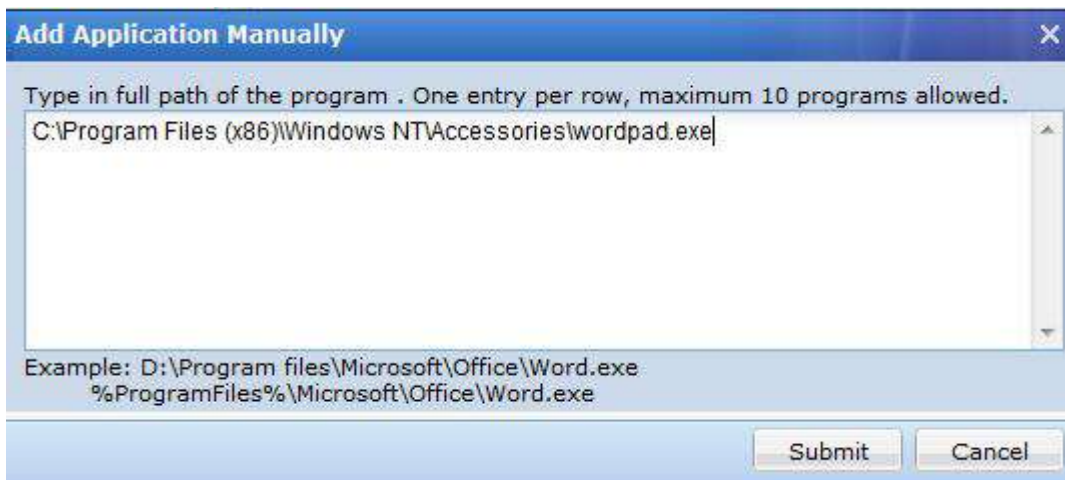 Add Application Manually
Type in full path of the program . One entry per row, maximum 10 programs allowed.
C:\Program Files (x86)\Windows NT\Accessories\wordpad.exe
Example: D:\Program files\Microsoft\Office\Word.exe
%ProgramFiles%\Microsoft\Office\Word.exe
Submit Cancel